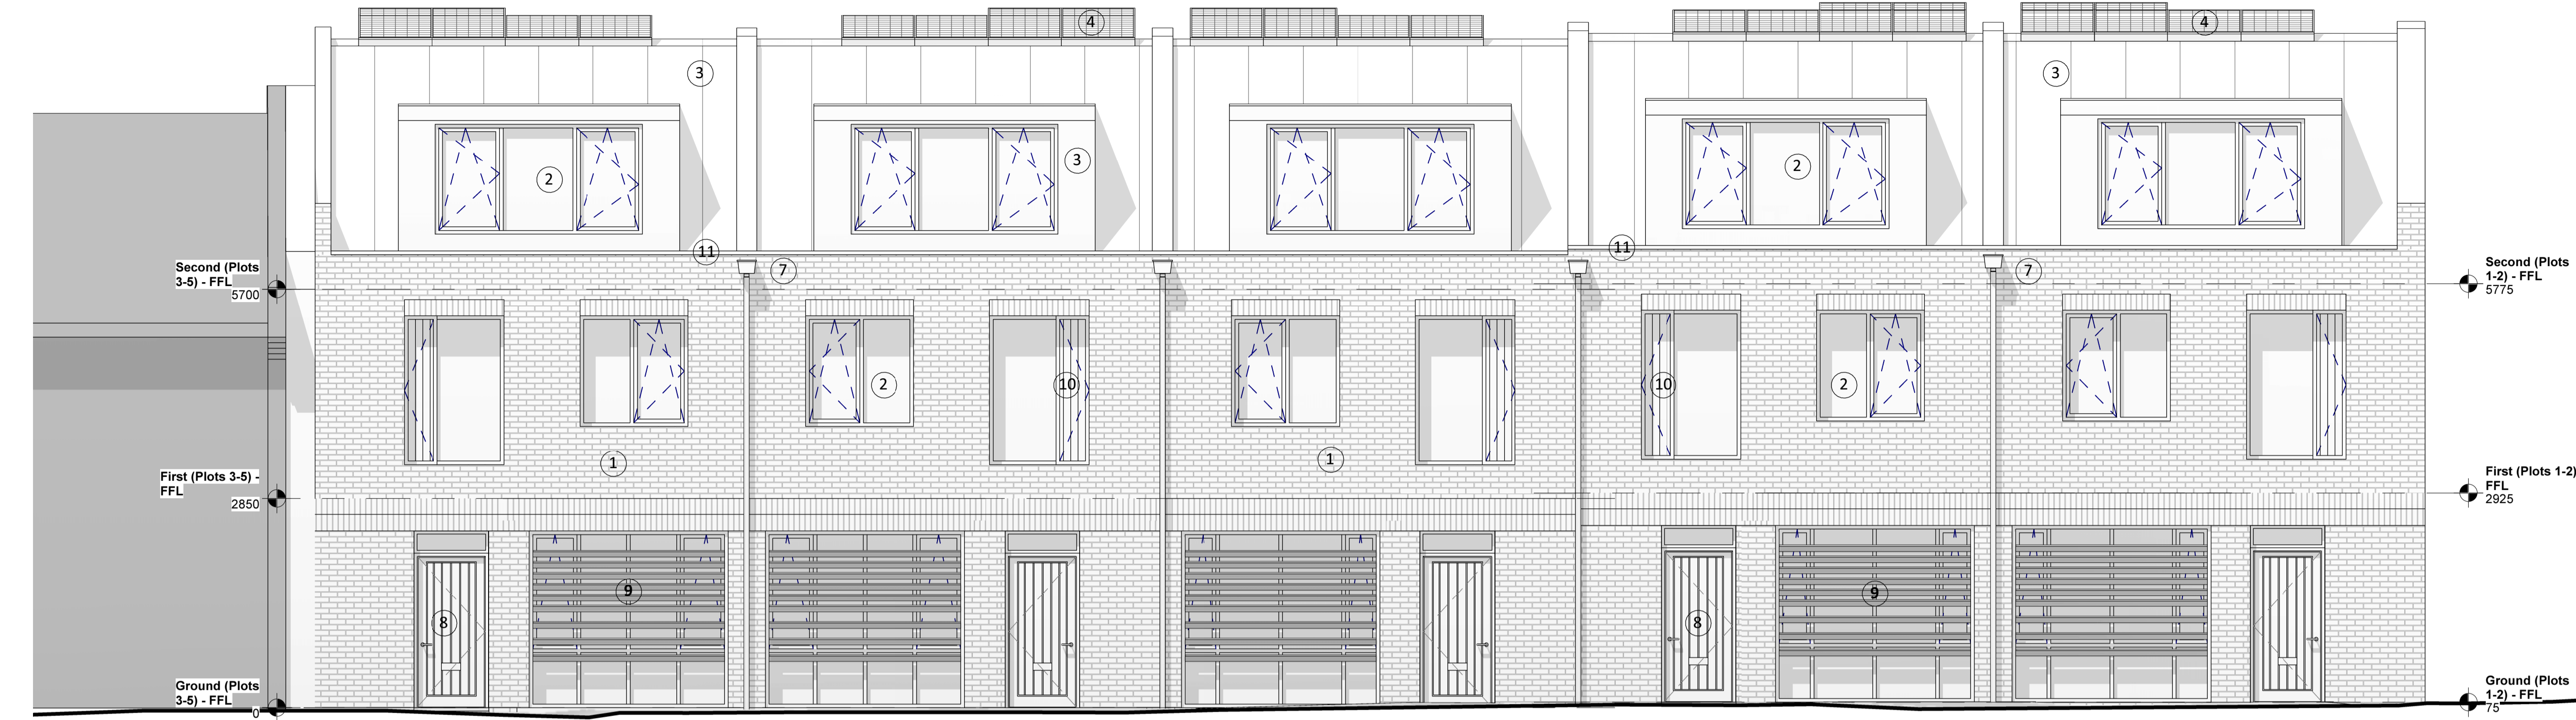 4
4
3
3
3
2
2
11
11
7
7
Second (Plots
3-5) - FFL
5700
Second (Plots
1-2) - FFL
5775
2
10
10
2
1
1
First (Plots 3-5) -
FFL
2850
First (Plots 1-2)
FFL
2925
9
9
8
8
Ground (Plots
3-5) - FFL
0
Ground (Plots
1-2) - FFL
75